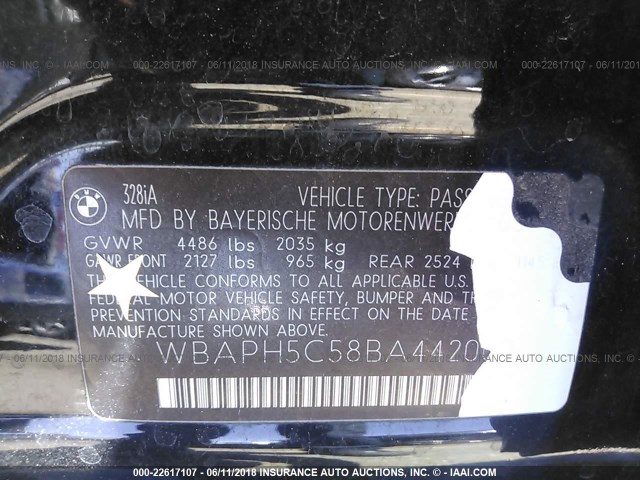 000-22617107 - 06/11/2018 INSURANCE AUTO AUCTIONS, INC. © - IAAI.COM
BMW
328iA
VEHICLE TYPE: PASS
MFD BY BAYERISCHE MOTORENWER
GVWR 4486 lbs 2035 kg
GAWR FRONT 2127 lbs 965 kg REAR 2524
THIS VEHICLE CONFORMS TO ALL APPLICABLE U.S.
FEDERAL MOTOR VEHICLE SAFETY, BUMPER AND
PREVENTION STANDARDS IN EFFECT ON THE DATE
MANUFACTURE SHOWN ABOVE.
WBAPH5C58BA442
000-22617107 - 06/11/2018 INSURANCE AUTO AUCTIONS, INC. © - IAAI.COM